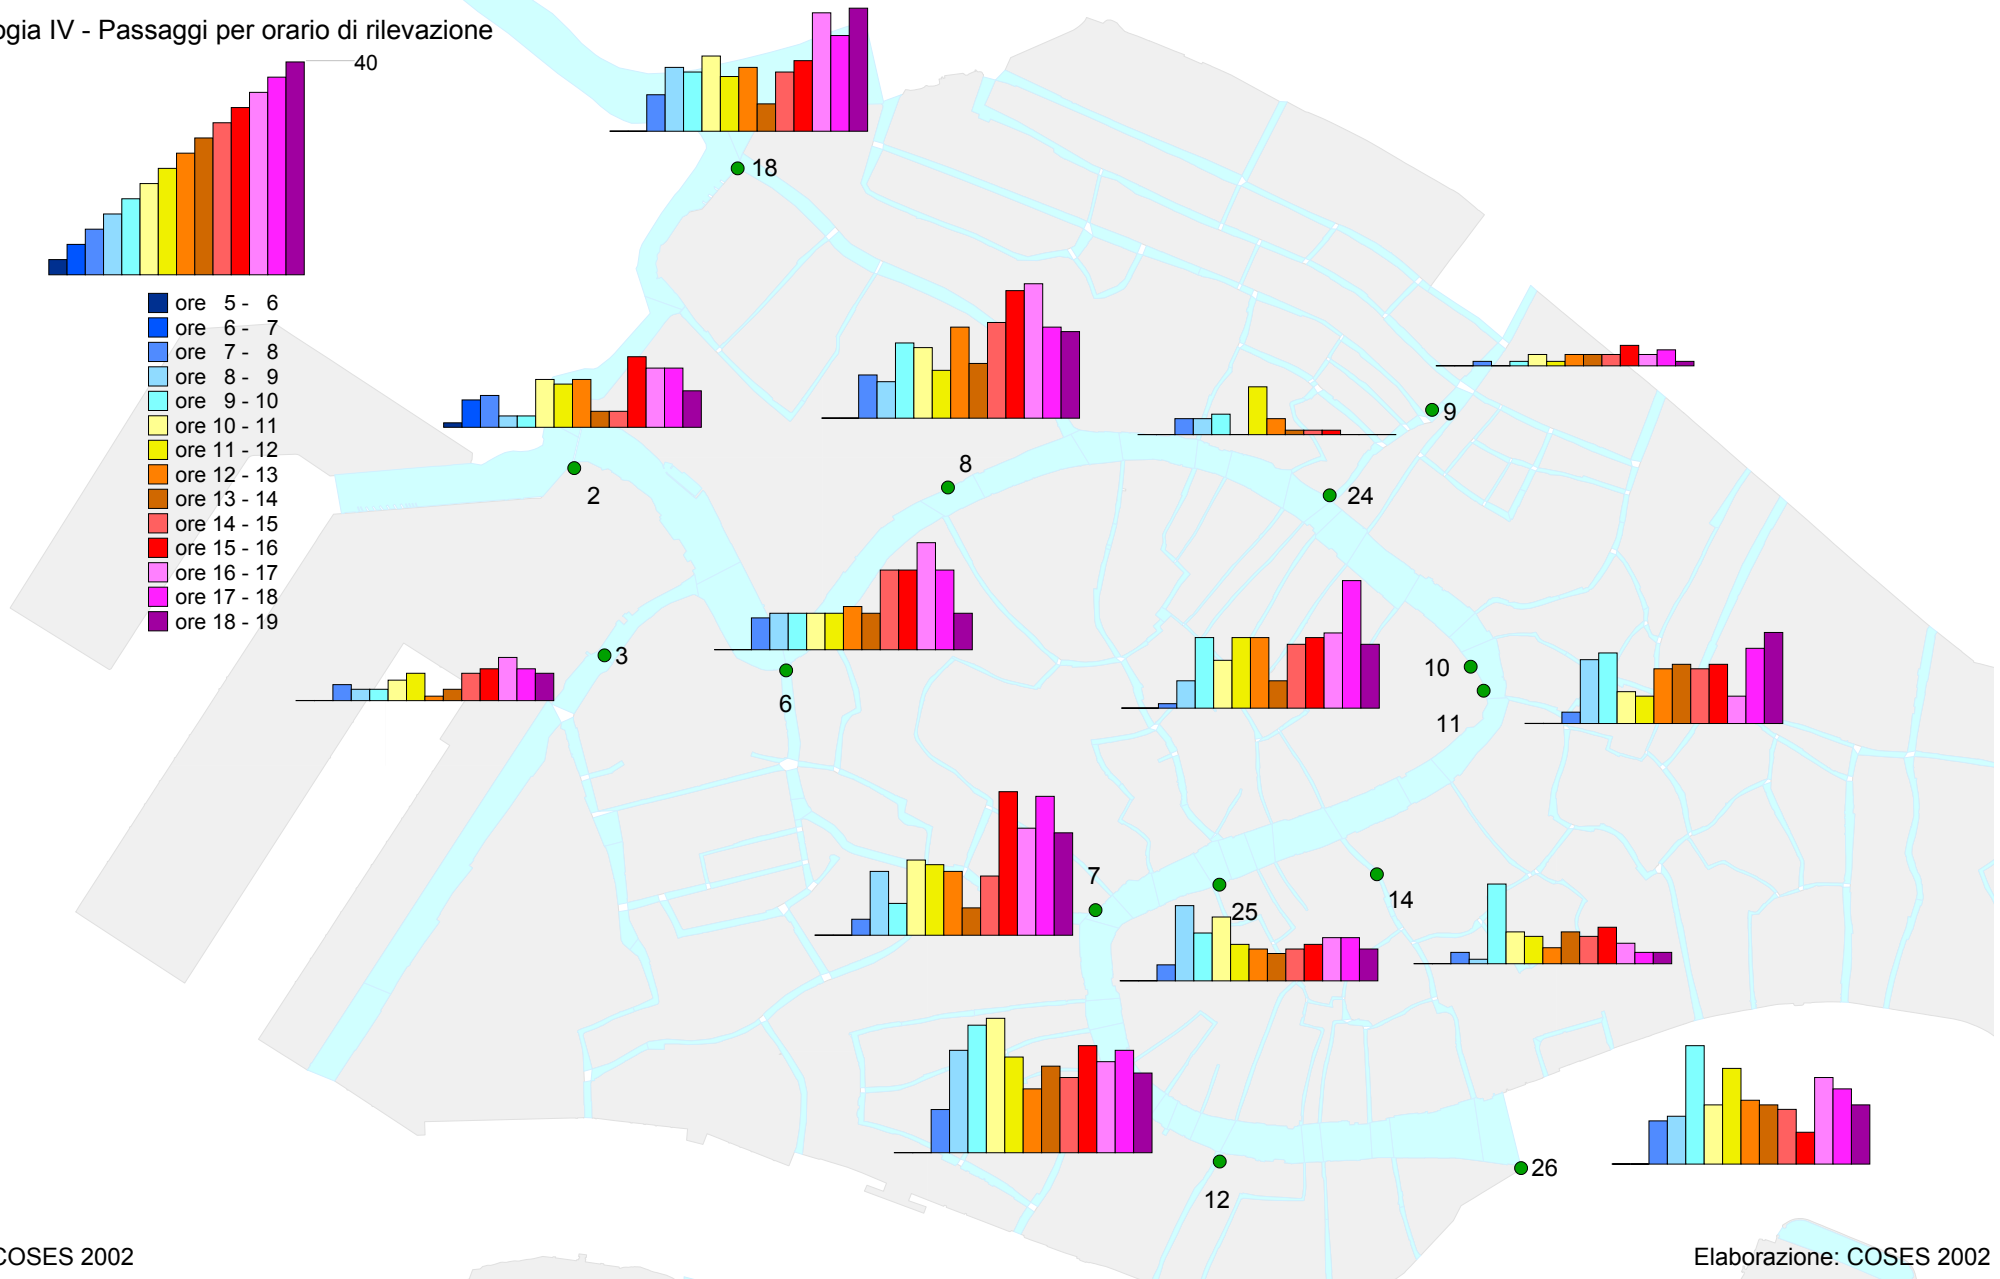 ogia IV - Passaggi per orario di rilevazione
40
ore 5 - 6
ore 6 - 7
ore 7 - 8
ore 8 - 9
ore 9 - 10
ore 10 - 11
ore 11 - 12
ore 12 - 13
ore 13 - 14
ore 14 - 15
ore 15 - 16
ore 16 - 17
ore 17 - 18
ore 18 - 19
18
9
8
2
24
3
6
10
11
7
25
14
12
26
COSES 2002
Elaborazione: COSES 2002